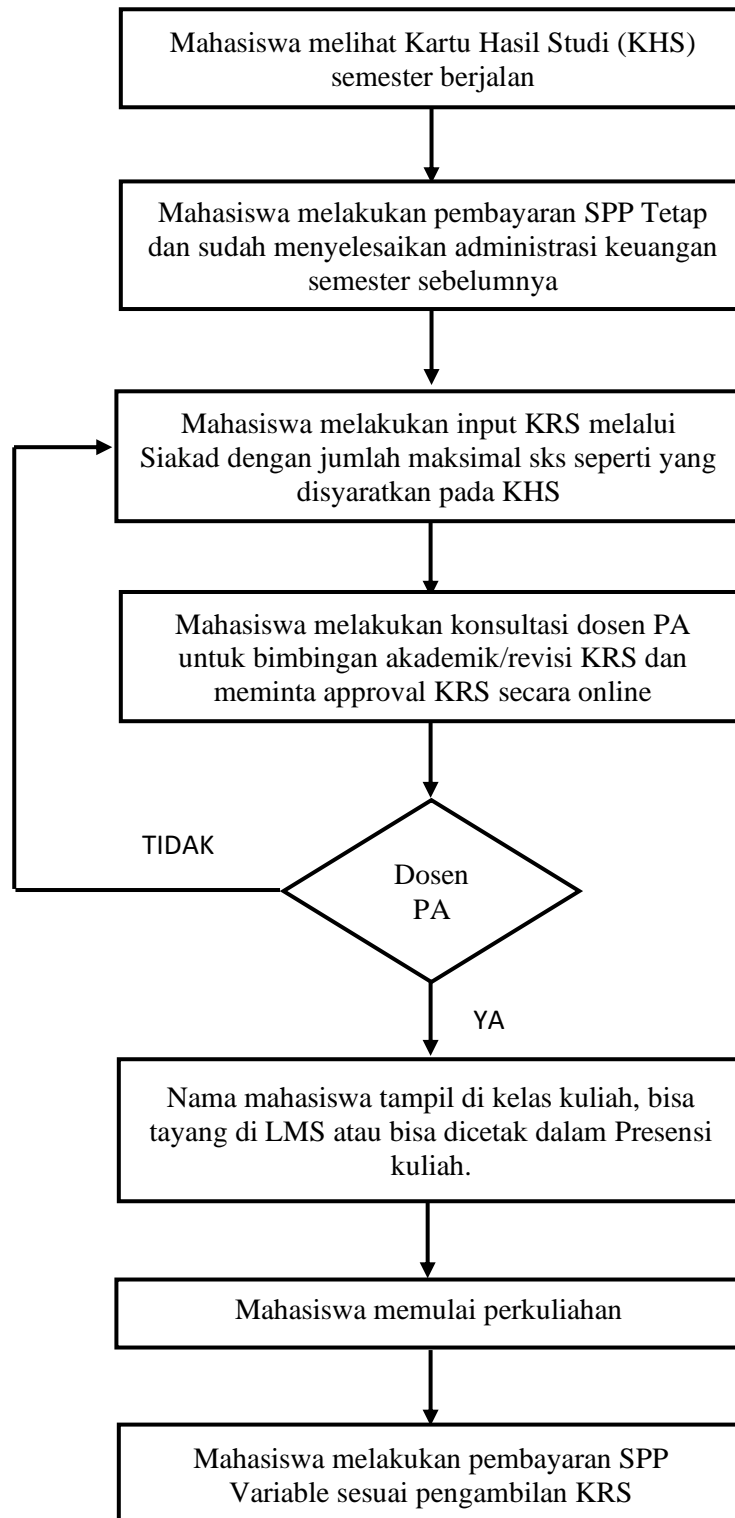 Mahasiswa melihat Kartu Hasil Studi (KHS)
semester berjalan
Mahasiswa melakukan pembayaran SPP Tetap
dan sudah menyelesaikan administrasi keuangan
semester sebelumnya
Mahasiswa melakukan input KRS melalui
Siakad dengan jumlah maksimal sks seperti yang
disyaratkan pada KHS
Mahasiswa melakukan konsultasi dosen PA
untuk bimbingan akademik/revisi KRS dan
meminta approval KRS secara online
TIDAK
Dosen
PA
YA
Nama mahasiswa tampil di kelas kuliah, bisa
tayang di LMS atau bisa dicetak dalam Presensi
kuliah.
Mahasiswa memulai perkuliahan
Mahasiswa melakukan pembayaran SPP
Variable sesuai pengambilan KRS